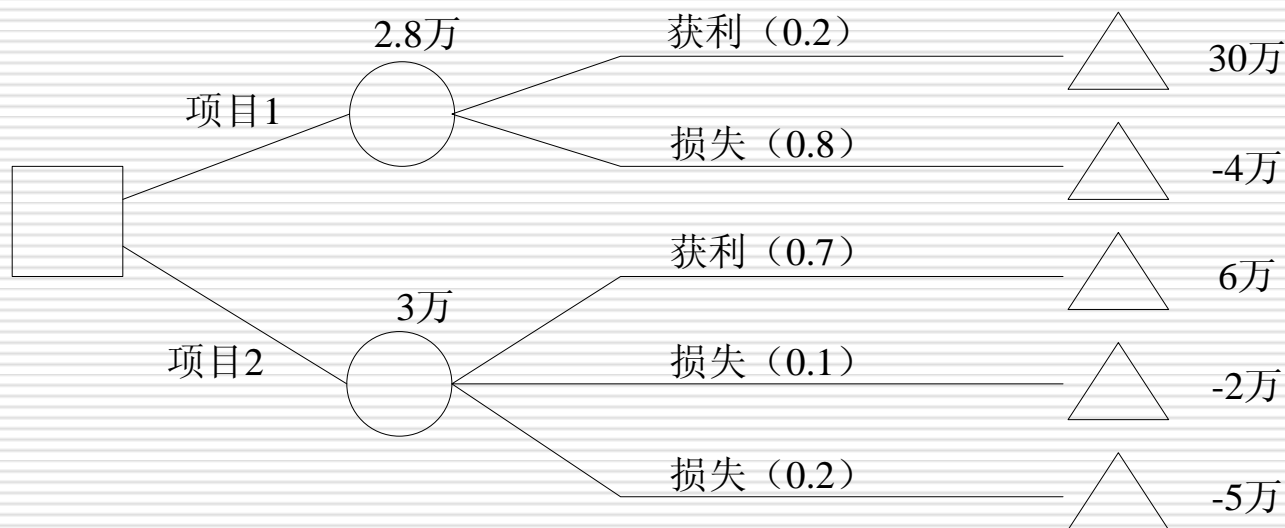 2.8万
获利（0.2）
30万
项目1
损失（0.8）
-4万
获利（0.7）
6万
3万
项目2
损失（0.1）
-2万
损失（0.2）
-5万